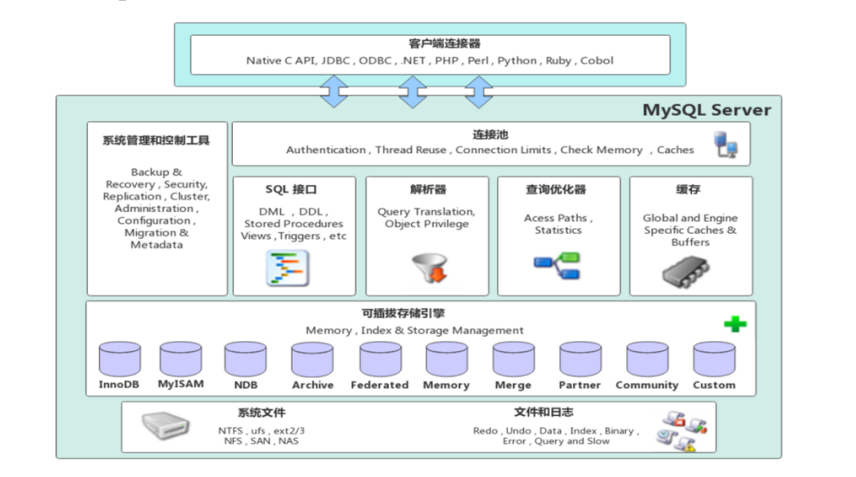 客户端连接器
Native C API, JDBC , ODBC , .NET , PHP , Perl , Python , Ruby , Cobol
MySQL Server
系统管理和控制工具
Backup &
Recovery , Security,
Replication , Cluster,
Administration ,
Configuration ,
Migration &
Metadata
连接池
Authentication , Thread Reuse , Connection Limits , Check Memory , Caches
SQL 接口
DML , DDL ,
Stored Procedures
Views ,Triggers , etc
解析器
Query Translation,
Object Privilege
查询优化器
Acess Paths ,
Statistics
缓存
Global and Engine
Specific Caches &
Buffers
可插拔存储引擎
Memory , Index & Storage Management
InnoDB
MyISAM
NDB
Archive
Federated
Memory
Merge
Partner
Community
Custom
系统文件
NTFS , ufs , ext2/3
NFS , SAN , NAS
文件和日志
Redo , Undo , Data , Index , Binary ,
Error , Query and Slow